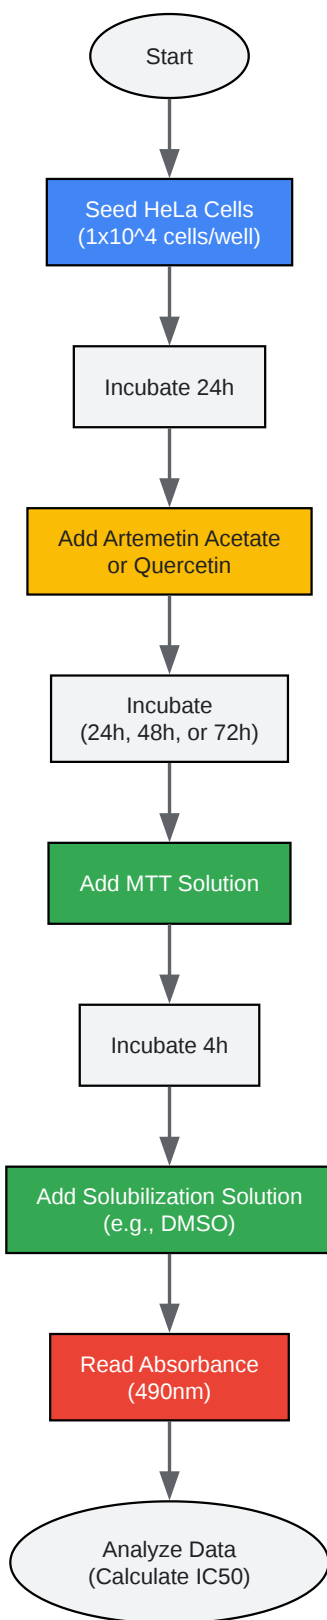 Start
Seed HeLa Cells
(1x10^4 cells/well)
Incubate 24h
Add Artemetin Acetate
or Quercetin
Incubate
(24h, 48h, or 72h)
Add MTT Solution
Incubate 4h
Add Solubilization Solution
(e.g., DMSO)
Read Absorbance
(490nm)
Analyze Data
(Calculate IC50)